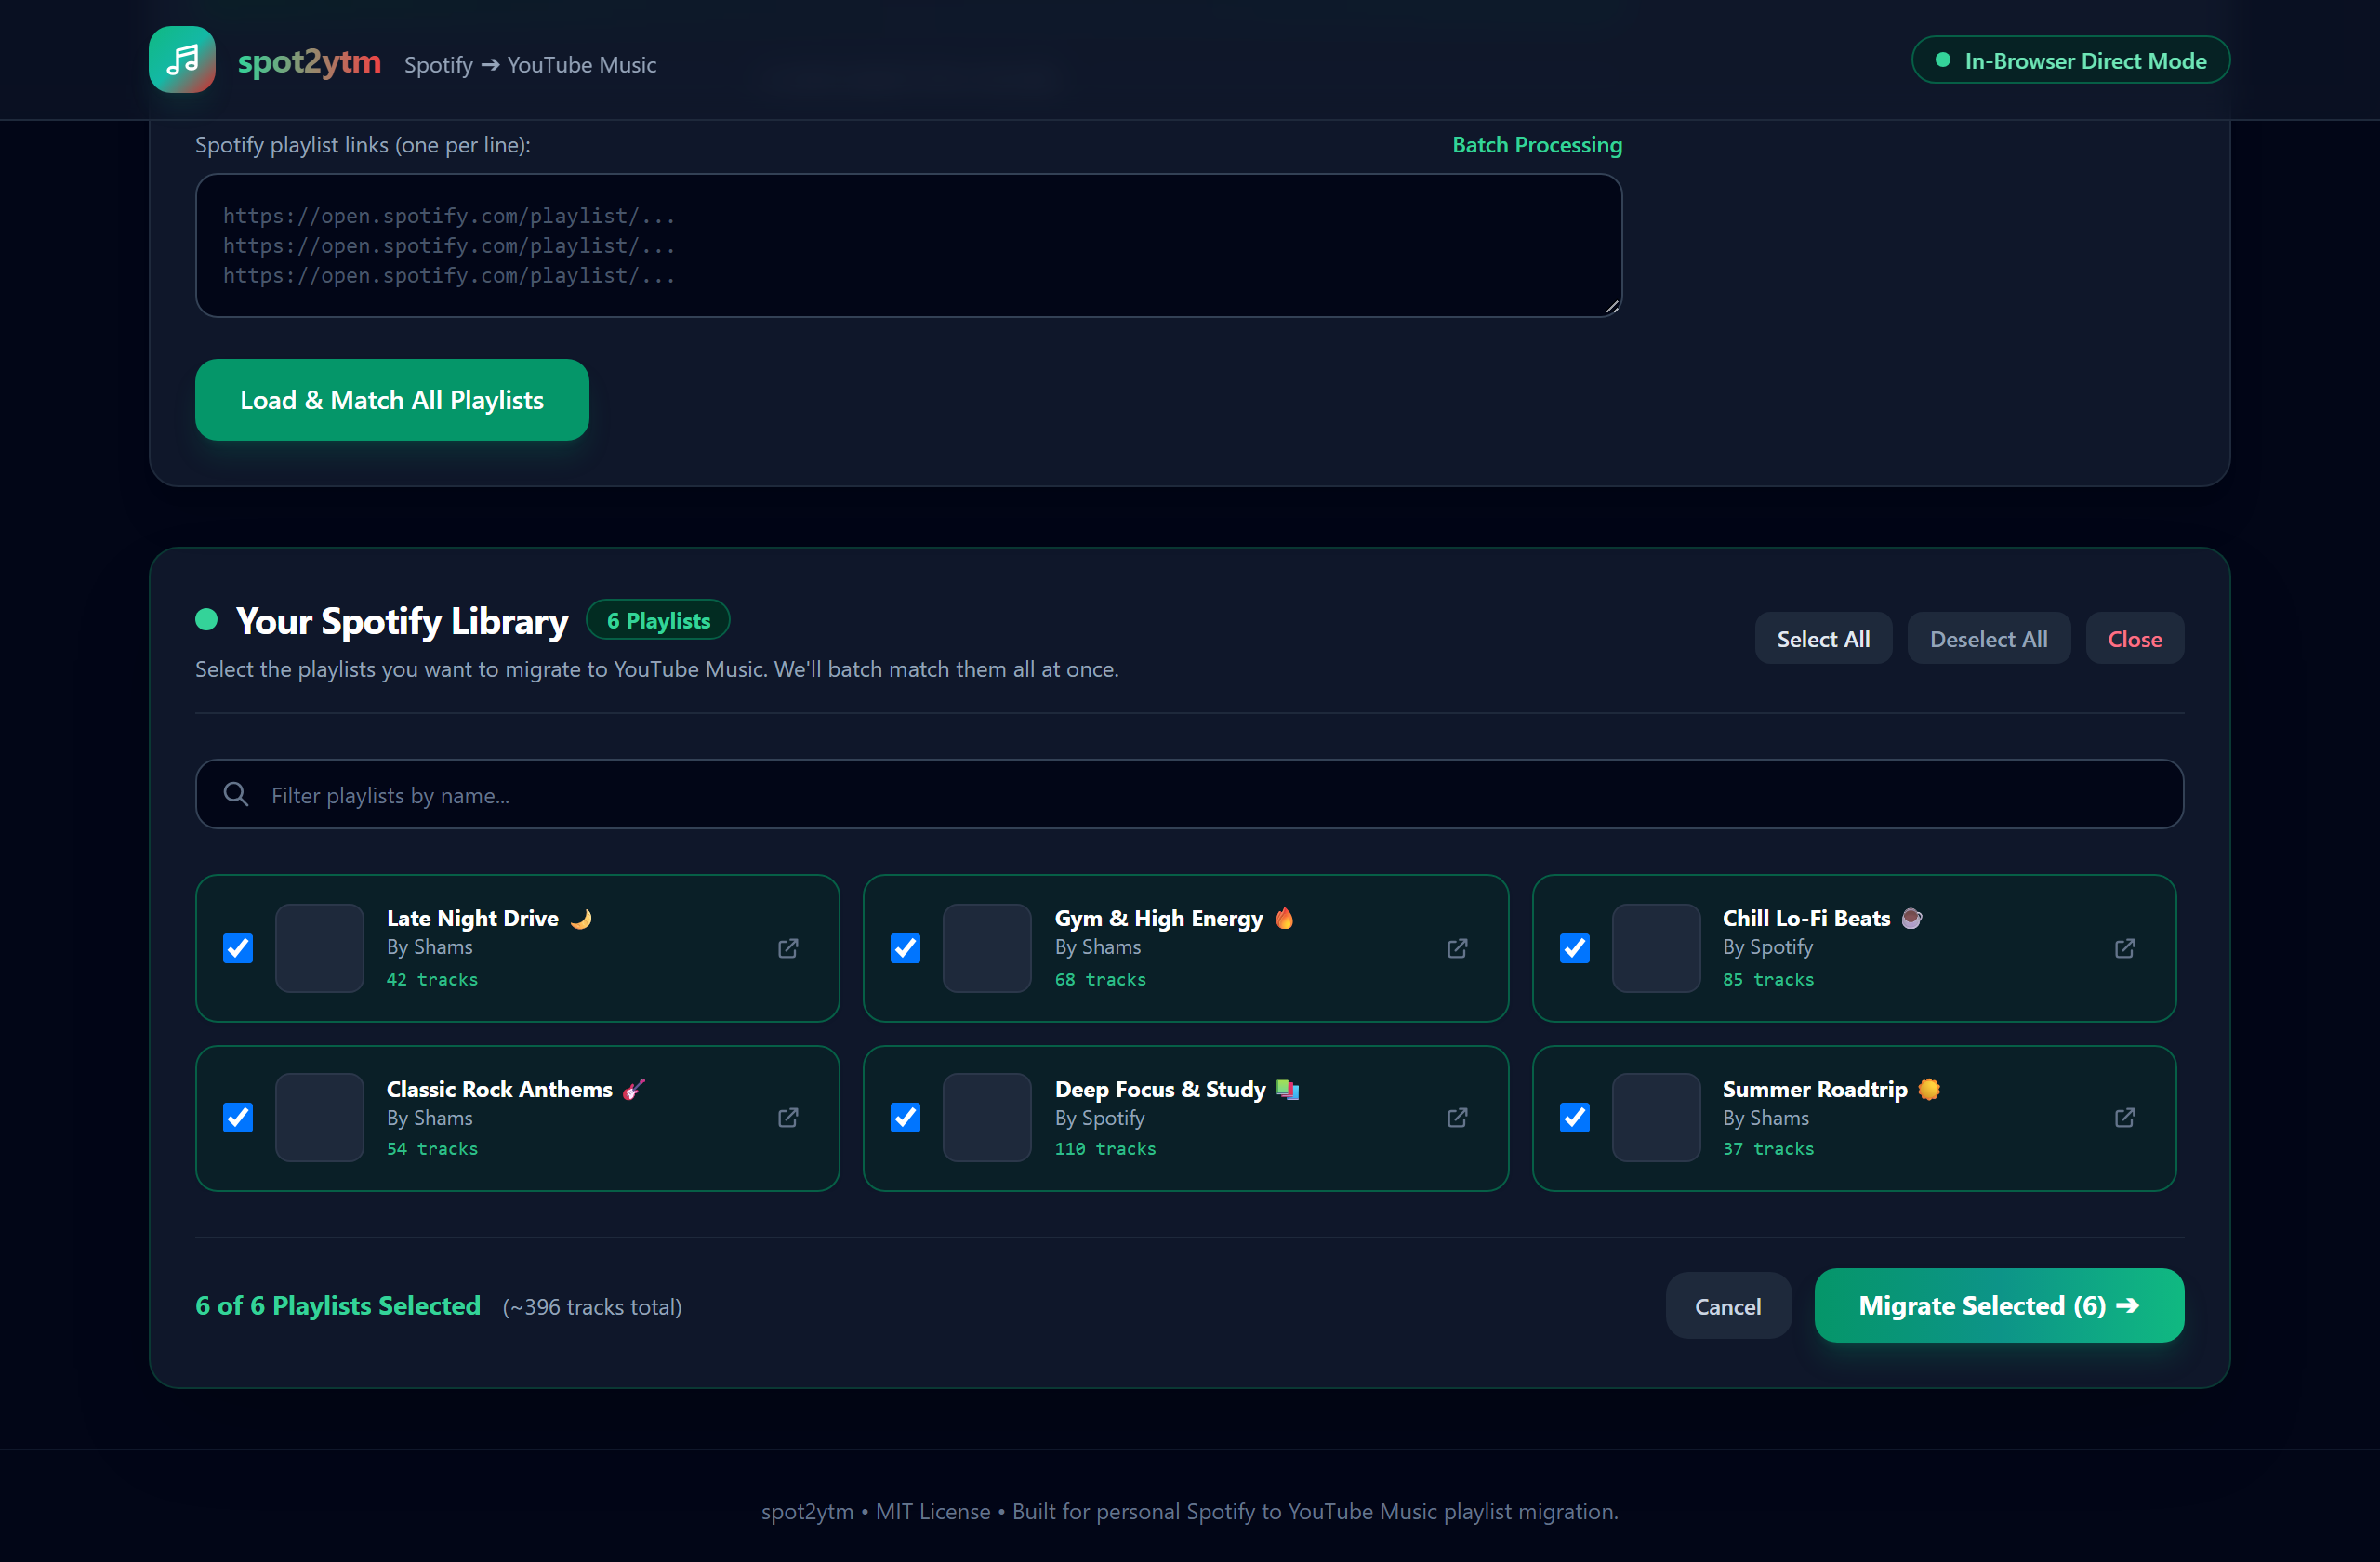 spot2ytm Spotify ➔ YouTube Music
In-Browser Direct Mode
Spotify playlist links (one per line):
Batch Processing
https://open.spotify.com/playlist/...
https://open.spotify.com/playlist/...
https://open.spotify.com/playlist/...
Load & Match All Playlists
Your Spotify Library
6 Playlists
Select the playlists you want to migrate to YouTube Music. We'll batch match them all at once.
Select All
Deselect All
Close
Filter playlists by name...
Late Night Drive 🌙
By Shams
42 tracks
Gym & High Energy 🔥
By Shams
68 tracks
Chill Lo-Fi Beats ☕
By Spotify
85 tracks
Classic Rock Anthems 🎸
By Shams
54 tracks
Deep Focus & Study 📚
By Spotify
110 tracks
Summer Roadtrip ☀️
By Shams
37 tracks
6 of 6 Playlists Selected (~396 tracks total)
Cancel
Migrate Selected (6) ➔
spot2ytm • MIT License • Built for personal Spotify to YouTube Music playlist migration.